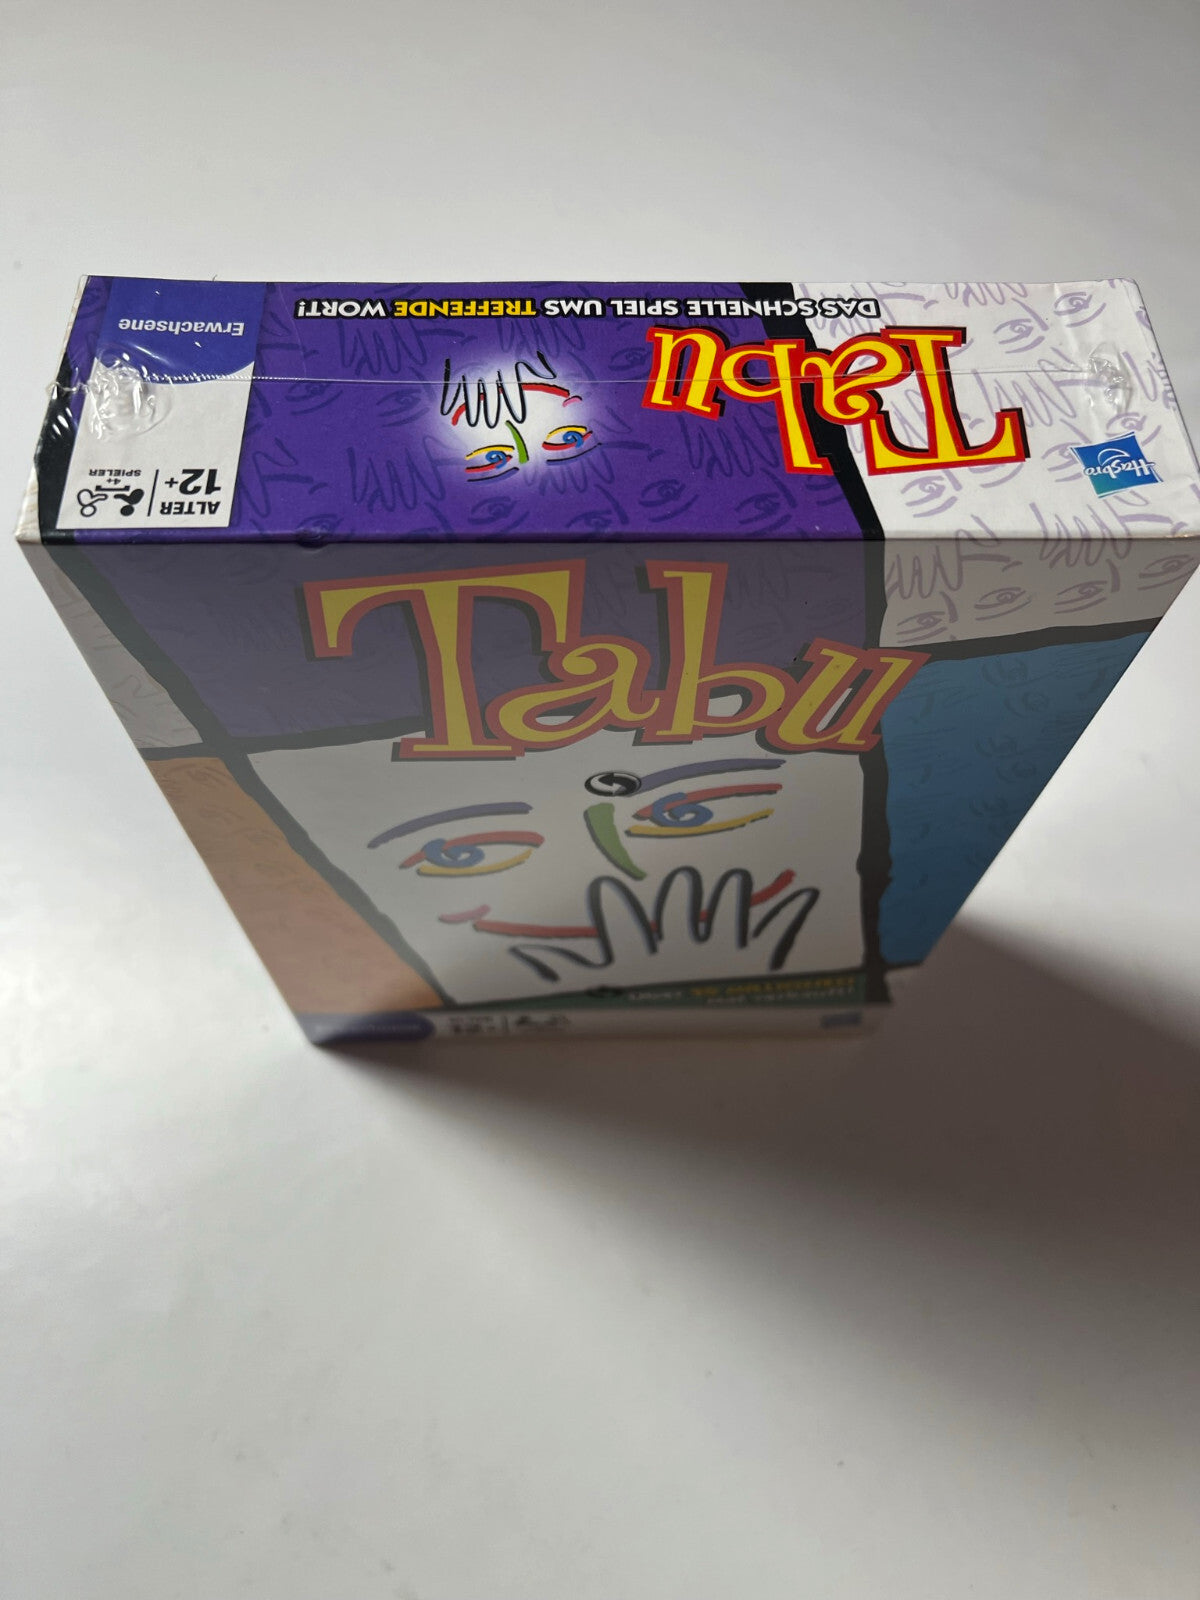 DAS SCHNELLE SPIEL UMS TREFFENDE WORT!
Tabu
Hasbro
Erwachsene
ALTER
12+
4+
SPIELER
Tabu